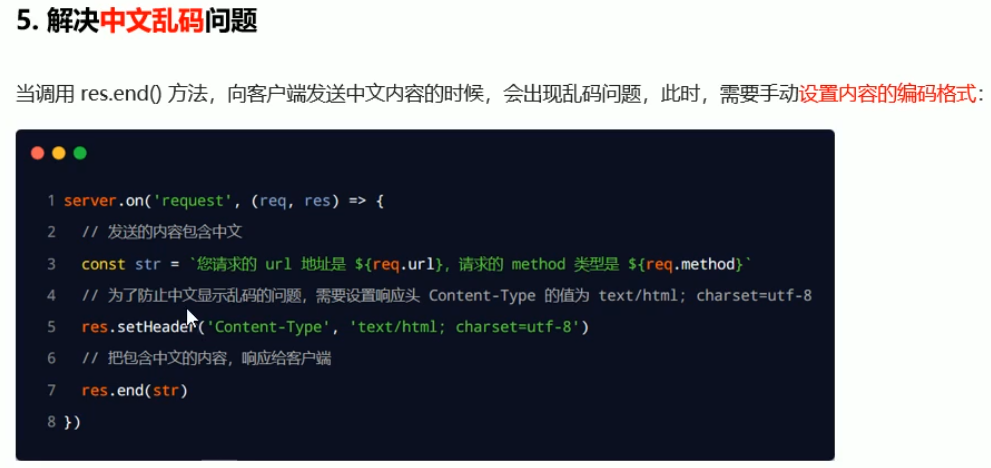 5. 解决中文乱码问题
当调用 res.end() 方法，向客户端发送中文内容的时候，会出现乱码问题，此时，需要手动设置内容的编码格式：
1 server.on('request', (req, res) => {
2 // 发送的内容包含中文
3 const str = `您请求的 url 地址是 ${req.url}，请求的 method 类型是 ${req.method}`
4 // 为了防止中文显示乱码的问题，需要设置响应头 Content-Type 的值为 text/html; charset=utf-8
5 res.setHeader('Content-Type', 'text/html; charset=utf-8')
6 // 把包含中文的内容，响应给客户端
7 res.end(str)
8 })